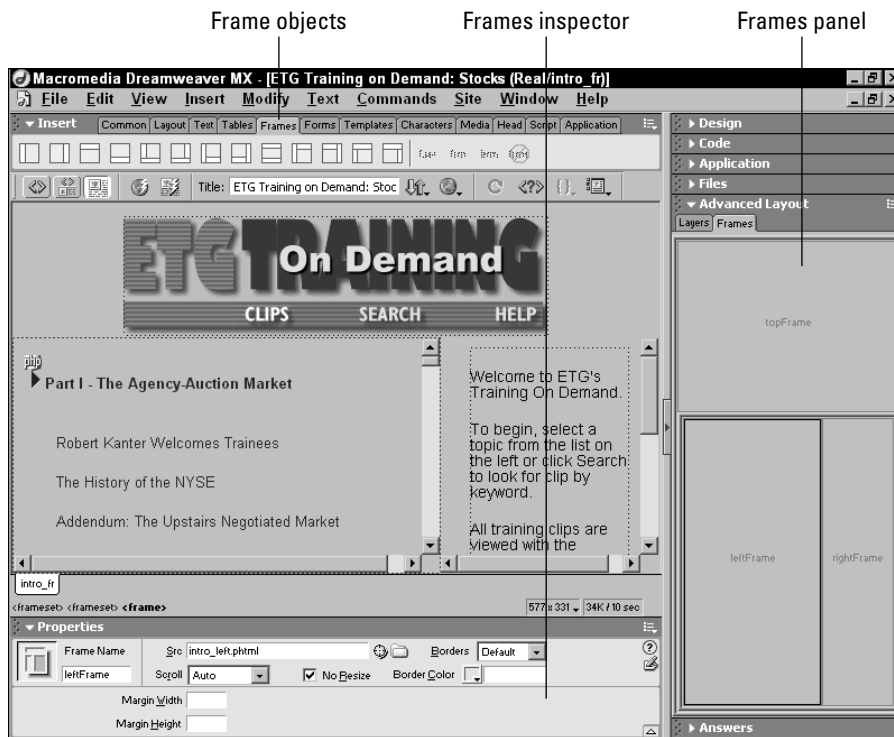 Frame objects
Frames inspector
Frames panel
Macromedia Dreamweaver MX - [ETG Training on Demand: Stocks (Real/intro_fr)]
File Edit View Insert Modify Text Commands Site Window Help
Insert Common Layout Text Tables Frames Forms Templates Characters Media Head Script Application
Design
Code
Application
Files
Advanced Layout
Layers Frames
Title: ETG Training on Demand: Stoc
ETG TRAINING
On Demand
CLIPS SEARCH HELP
php
Part I - The Agency-Auction Market
Robert Kanter Welcomes Trainees
The History of the NYSE
Addendum: The Upstairs Negotiated Market
Welcome to ETG's
Training On Demand.
To begin, select a
topic from the list on
the left or click Search
to look for clip by
keyword.
All training clips are
viewed with the
topFrame
leftFrame
rightFrame
intro_fr
<frameset> <frameset> <frame>
577 x 331 34K / 10 sec
Properties
Frame Name Src intro_left.phtml Borders Default
leftFrame Scroll Auto No Resize Border Color
Margin Width
Margin Height
Answers